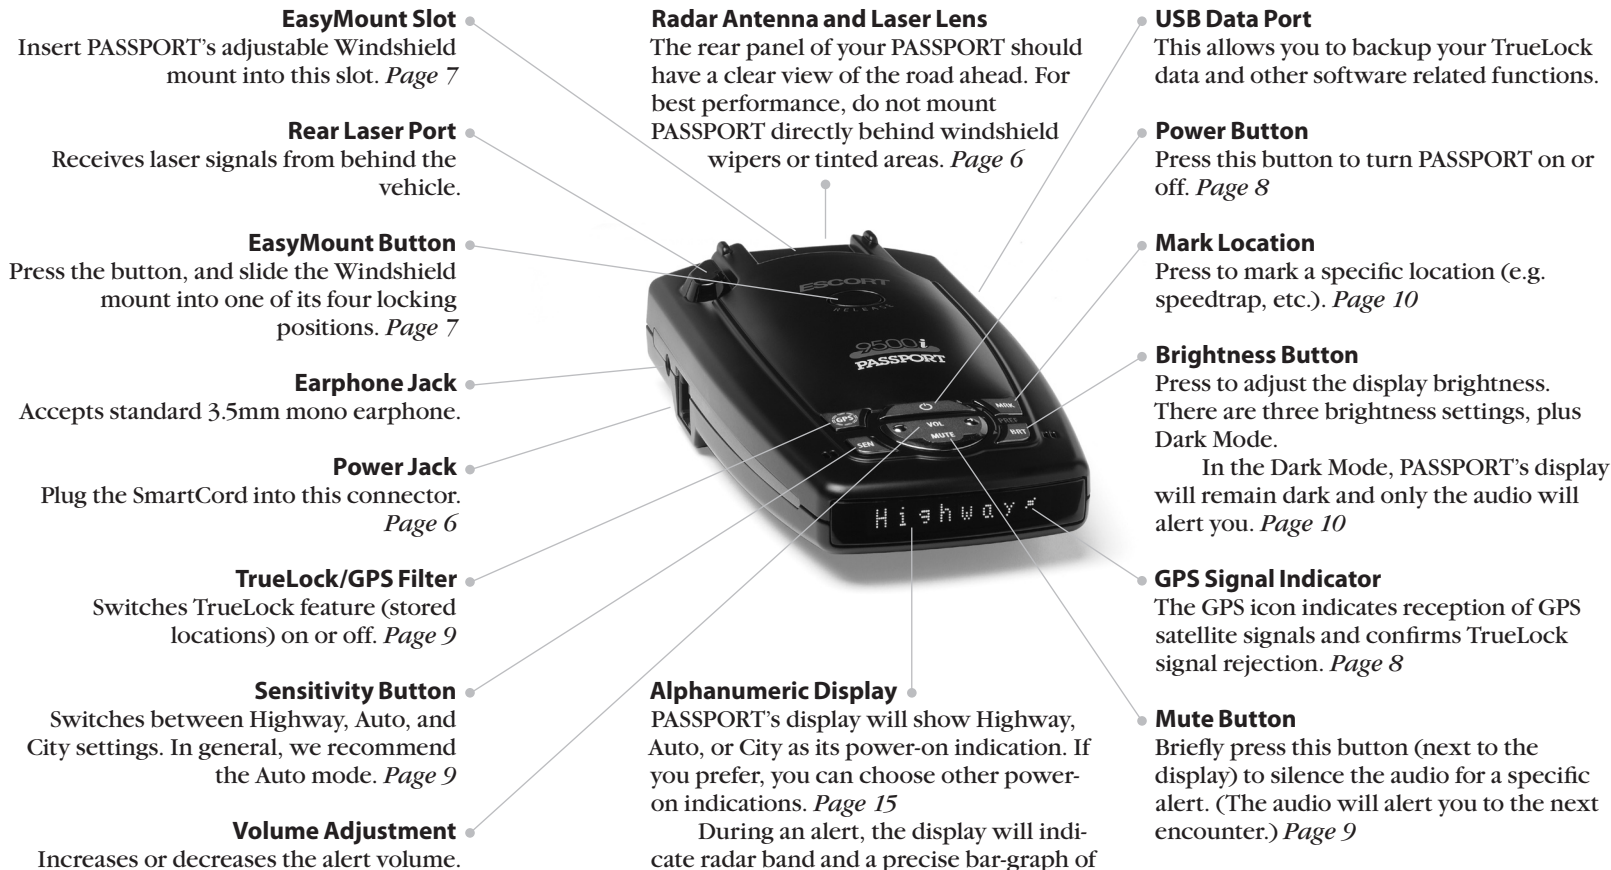 EasyMount Slot
Insert PASSPORT's adjustable Windshield
mount into this slot. Page 7
Rear Laser Port
Receives laser signals from behind the
vehicle.
EasyMount Button
Press the button, and slide the Windshield
mount into one of its four locking
positions. Page 7
Earphone Jack
Accepts standard 3.5mm mono earphone.
Power Jack
Plug the SmartCord into this connector.
Page 6
TrueLock/GPS Filter
Switches TrueLock feature (stored
locations) on or off. Page 9
Sensitivity Button
Switches between Highway, Auto, and
City settings. In general, we recommend
the Auto mode. Page 9
Volume Adjustment
Increases or decreases the alert volume.
Radar Antenna and Laser Lens
The rear panel of your PASSPORT should
have a clear view of the road ahead. For
best performance, do not mount
PASSPORT directly behind windshield
wipers or tinted areas. Page 6
ESCORT
RELEASE
9500i
PASSPORT
GPS
MRK
VOL
PREF
SEN
MUTE
BRT
Highway
Alphanumeric Display
PASSPORT's display will show Highway,
Auto, or City as its power-on indication. If
you prefer, you can choose other power-
on indications. Page 15
During an alert, the display will indi-
cate radar band and a precise bar-graph of
USB Data Port
This allows you to backup your TrueLock
data and other software related functions.
Power Button
Press this button to turn PASSPORT on or
off. Page 8
Mark Location
Press to mark a specific location (e.g.
speedtrap, etc.). Page 10
Brightness Button
Press to adjust the display brightness.
There are three brightness settings, plus
Dark Mode.
In the Dark Mode, PASSPORT's display
will remain dark and only the audio will
alert you. Page 10
GPS Signal Indicator
The GPS icon indicates reception of GPS
satellite signals and confirms TrueLock
signal rejection. Page 8
Mute Button
Briefly press this button (next to the
display) to silence the audio for a specific
alert. (The audio will alert you to the next
encounter.) Page 9